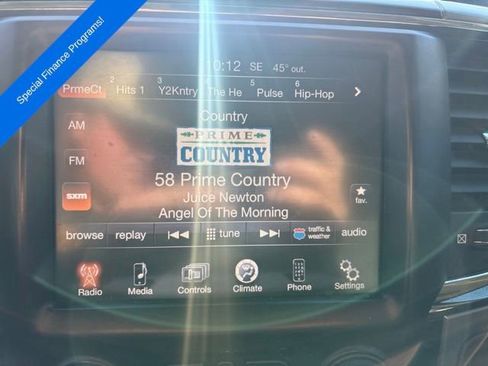 Special Finance Programs!
10:12 SE 45° out.
PrmeCt 2 Hits 1 3 Y2Kntry The He 5 Pulse 6 Hip-Hop
Country
AM
PRIME
COUNTRY
FM
58 Prime Country
sxm
Juice Newton
fav.
Angel Of The Morning
browse replay tune traffic & weather audio
Radio Media Controls Climate Phone Settings